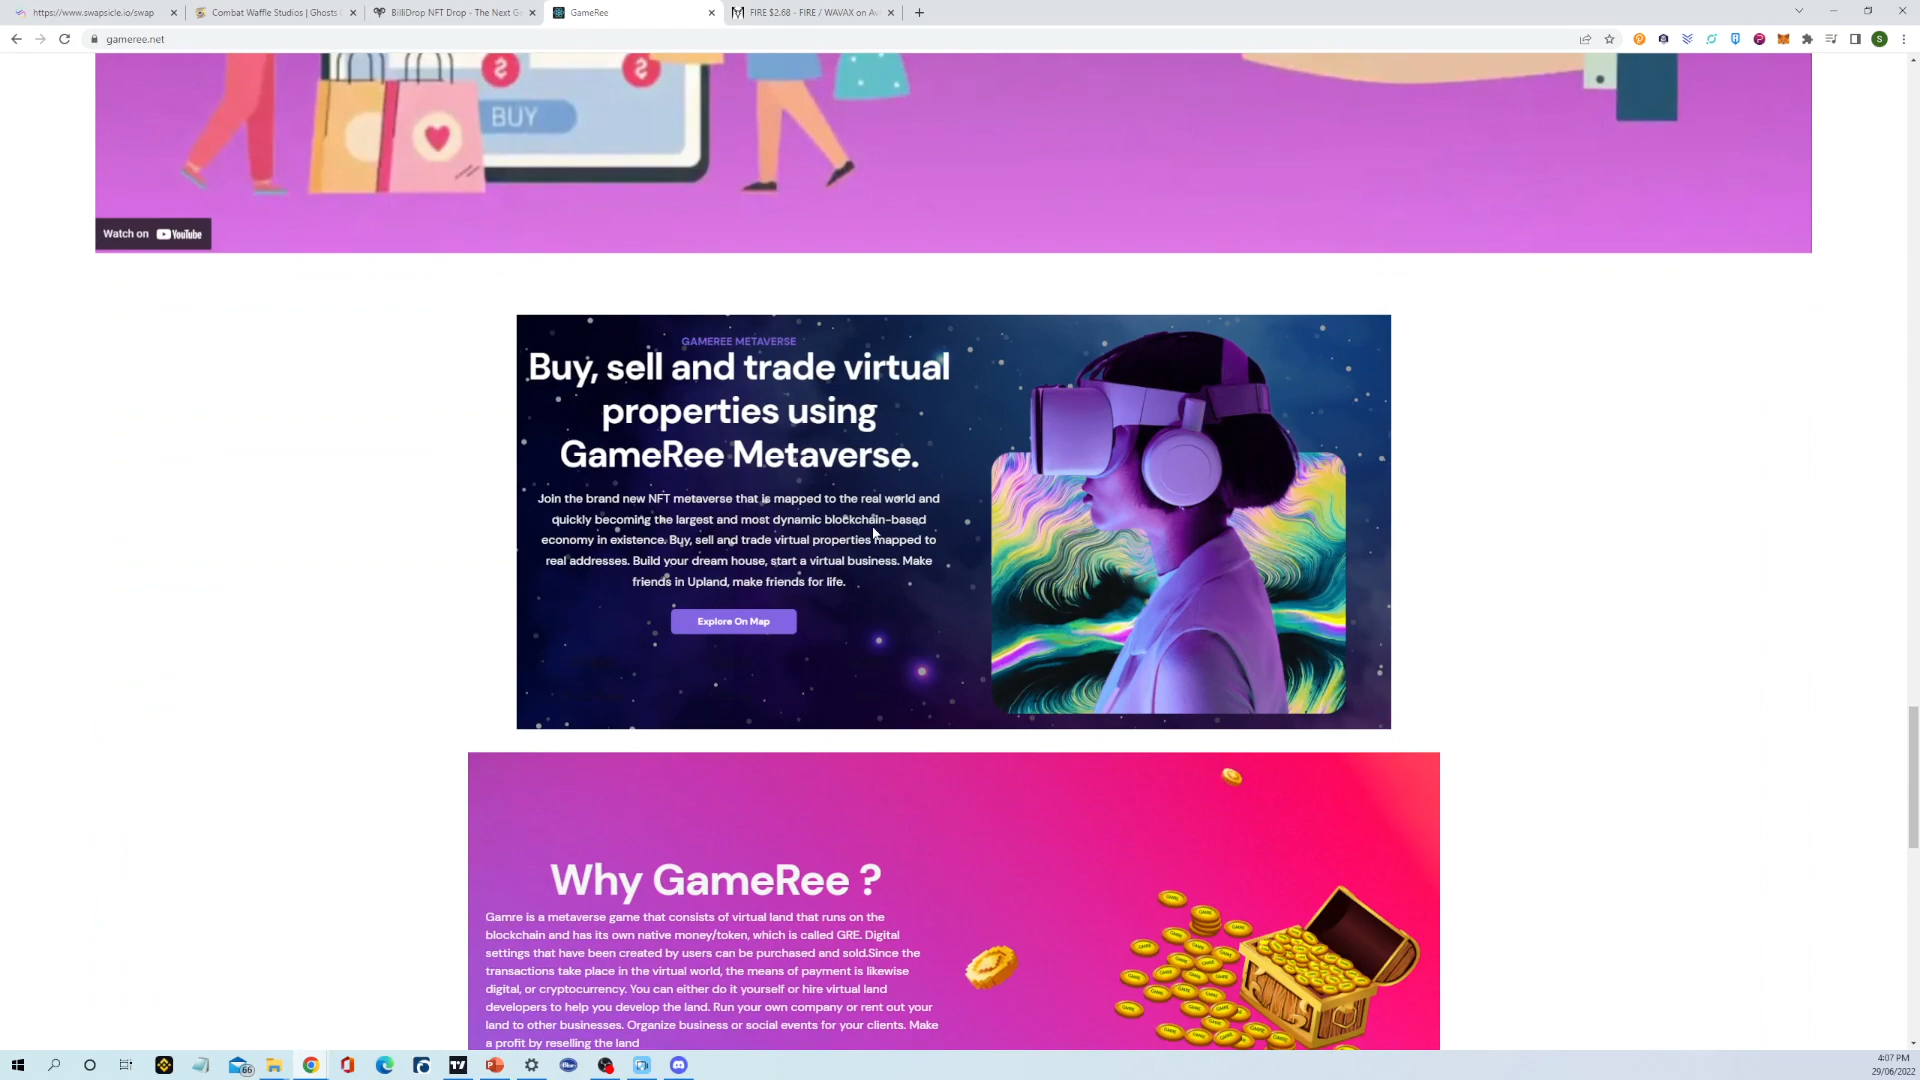 https://www.swapsicle.io/swap
Combat Waffle Studios | Ghosts
BilliDrop NFT Drop - The Next Ge
GameRee
FIRE $2.68 - FIRE / WAVAX on Av
gameree.net
S
$
$
BUY
Watch on YouTube
GAMEREE METAVERSE
Buy, sell and trade virtual
properties using
GameRee Metaverse.
Join the brand new NFT metaverse that is mapped to the real world and
quickly becoming the largest and most dynamic blockchain-based
economy in existence. Buy, sell and trade virtual properties mapped to
real addresses. Build your dream house, start a virtual business. Make
friends in Upland, make friends for life.
Explore On Map
Why GameRee ?
Gamre is a metaverse game that consists of virtual land that runs on the
blockchain and has its own native money/token, which is called GRE. Digital
settings that have been created by users can be purchased and sold.Since the
transactions take place in the virtual world, the means of payment is likewise
digital, or cryptocurrency. You can either do it yourself or hire virtual land
developers to help you develop the land. Run your own company or rent out your
land to other businesses. Organize business or social events for your clients. Make
a profit by reselling the land
66
4:07 PM
29/06/2022